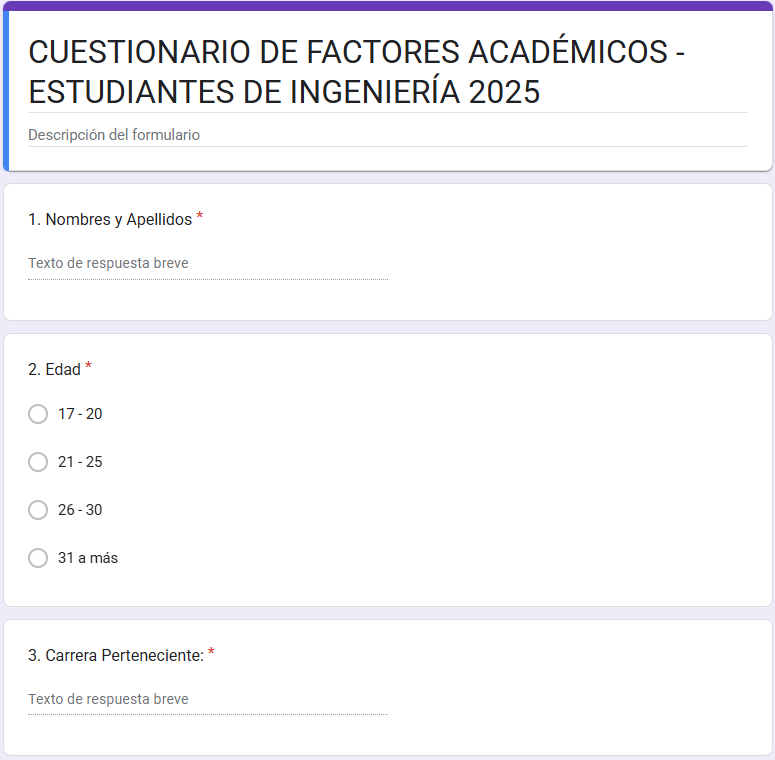 CUESTIONARIO DE FACTORES ACADÉMICOS -
ESTUDIANTES DE INGENIERÍA 2025
Descripción del formulario
1. Nombres y Apellidos *
Texto de respuesta breve
2. Edad *
17 - 20
21 - 25
26 - 30
31 a más
3. Carrera Perteneciente: *
Texto de respuesta breve